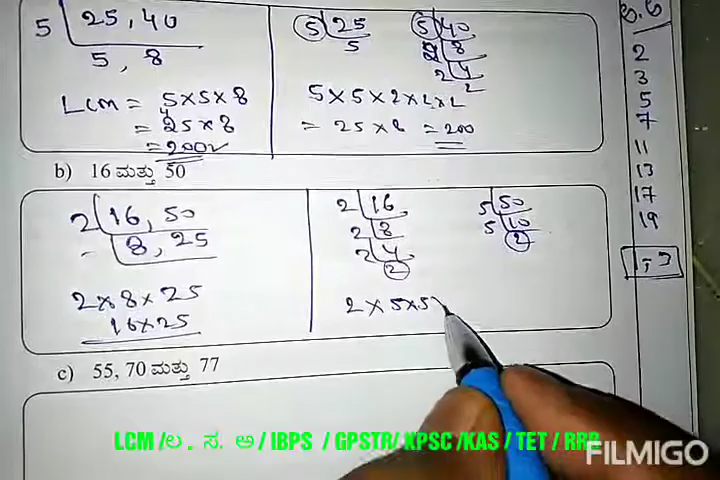 5 | 25, 40
5, 8
LCM = 5×5×8
= 25×8
= 200
5 | 25
5
5 | 40
2 | 8
2 | 4
2
5×5×2×2×2
= 25×8 = 200
2
3
5
7
11
13
17
19
b) 16 ಮತ್ತು 50
2 | 16, 50
8, 25
2×8×25
16×25
2 | 16
2 | 8
2 | 4
2
5 | 50
5 | 10
2
2×5×5
c) 55, 70 ಮತ್ತು 77
LCM /ಲ . ಸ. ಅ / IBPS / GPSTR/ KPSC /KAS / TET / RRB
FILMIGO